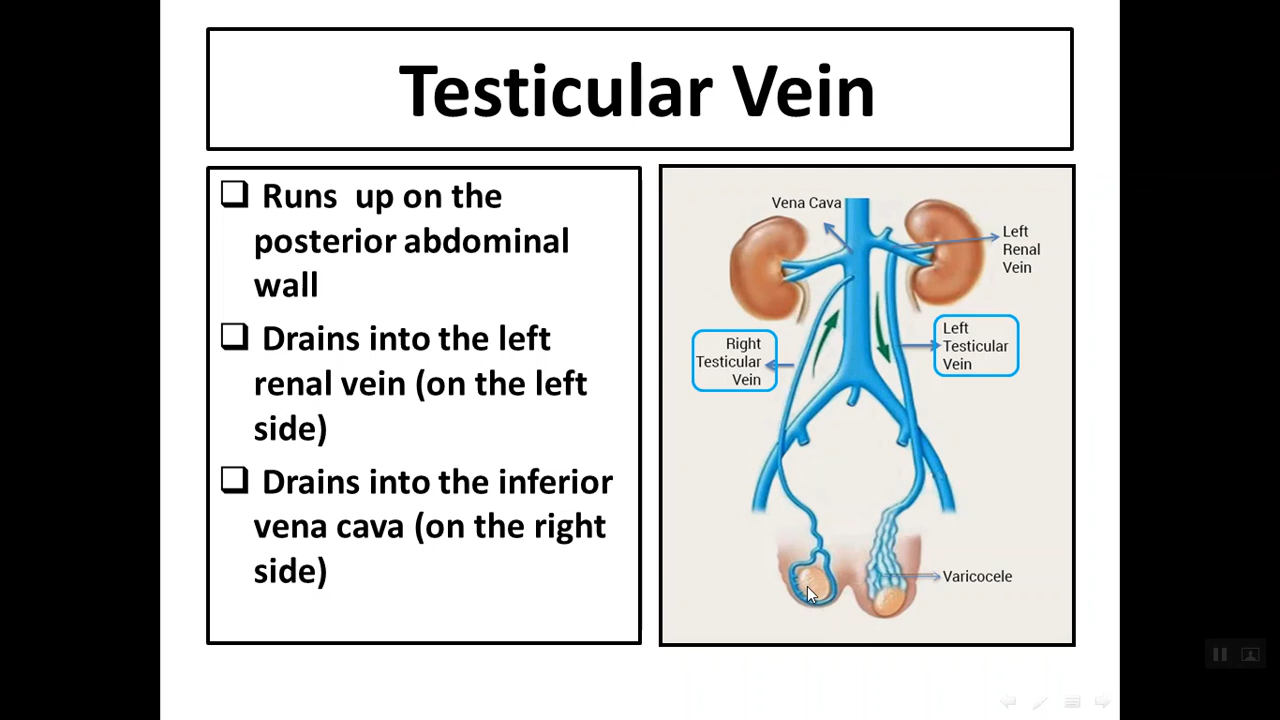 Testicular Vein
❑ Runs up on the
posterior abdominal
wall
❑ Drains into the left
renal vein (on the left
side)
❑ Drains into the inferior
vena cava (on the right
side)
Vena Cava
Left
Renal
Vein
Right
Testicular
Vein
Left
Testicular
Vein
Varicocele